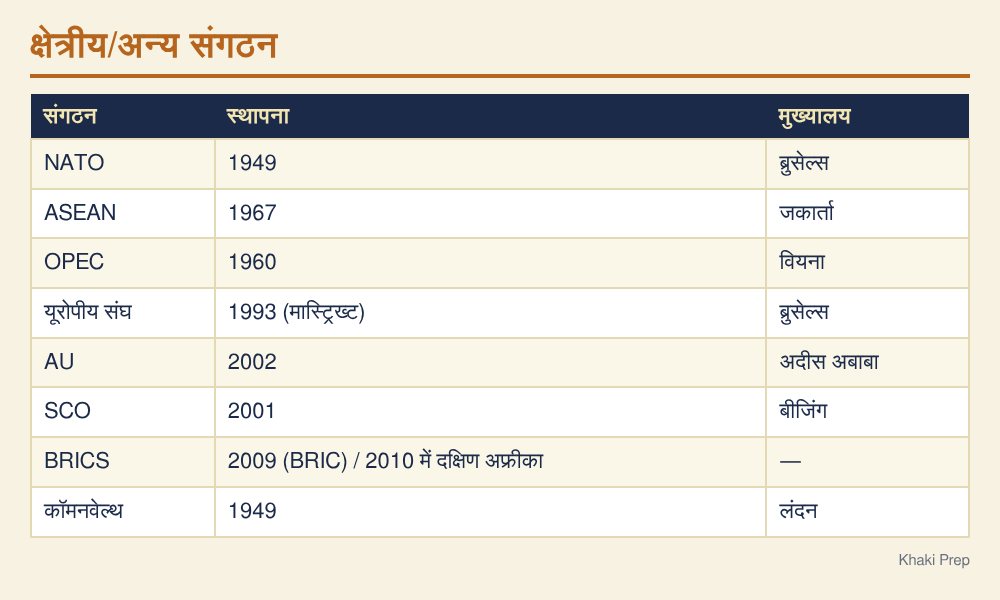 क्षेत्रीय/अन्य संगठन
संगठन स्थापना मुख्यालय
NATO 1949 ब्रुसेल्स
ASEAN 1967 जकार्ता
OPEC 1960 वियना
यूरोपीय संघ 1993 (मास्ट्रिख्ट) ब्रुसेल्स
AU 2002 अदीस अबाबा
SCO 2001 बीजिंग
BRICS 2009 (BRIC) / 2010 में दक्षिण अफ्रीका —
कॉमनवेल्थ 1949 लंदन
Khaki Prep